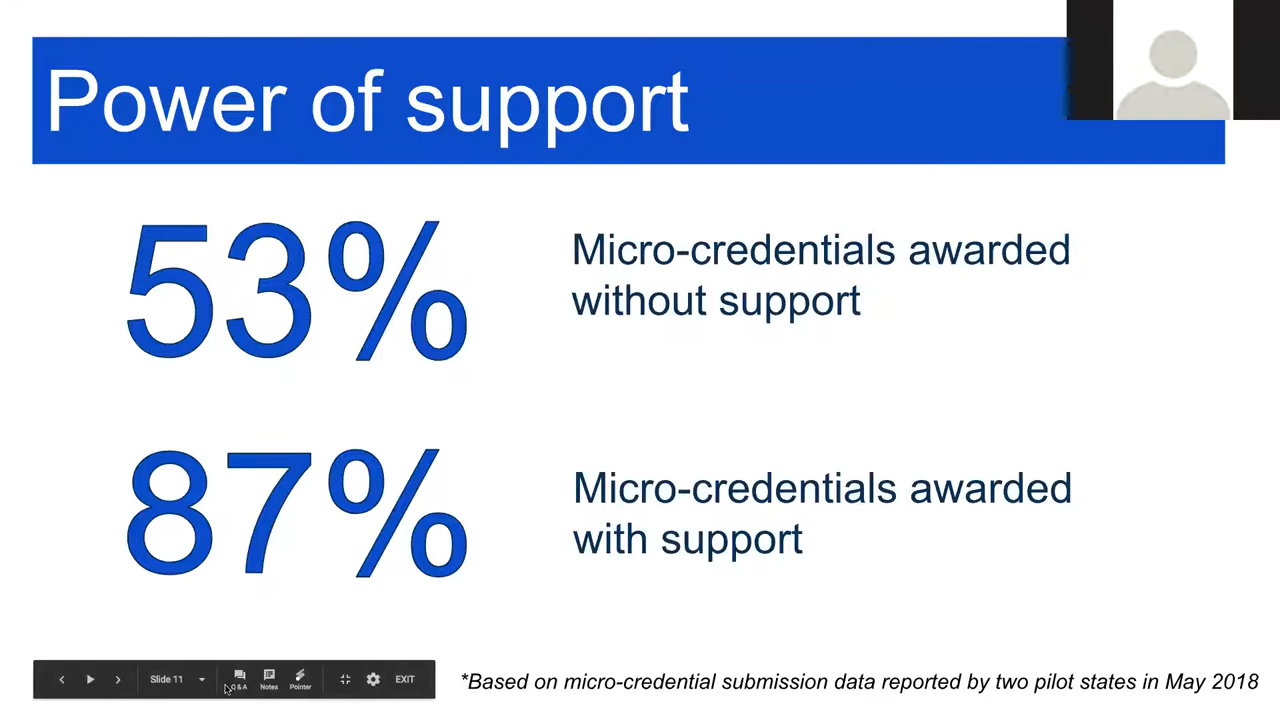 Power of support
53%
Micro-credentials awarded
without support
87%
Micro-credentials awarded
with support
Slide 11
Q&A
Notes
Pointer
EXIT
*Based on micro-credential submission data reported by two pilot states in May 2018